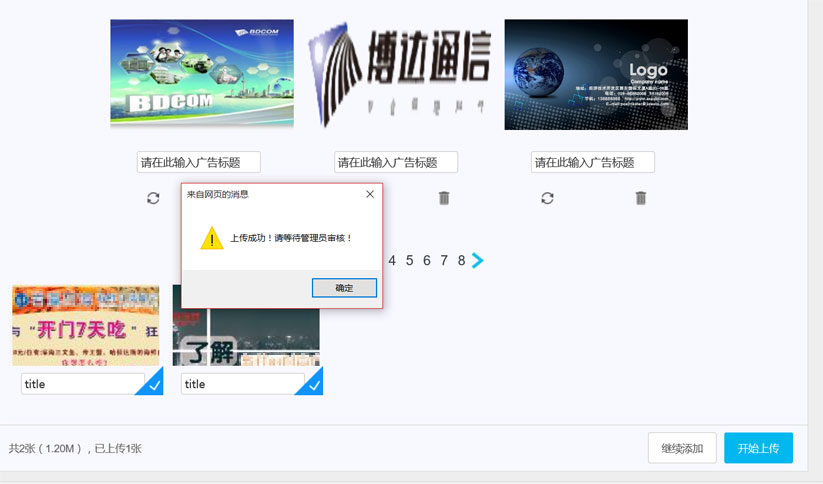 BDCOM
BDCOM
博达通信
Logo
Company name
请在此输入广告标题
请在此输入广告标题
请在此输入广告标题
来自网页的消息
上传成功！请等待管理员审核！
确定
4 5 6 7 8
与"开门7天吃"狂
了解
title
title
共2张（1.20M），已上传1张
继续添加
开始上传